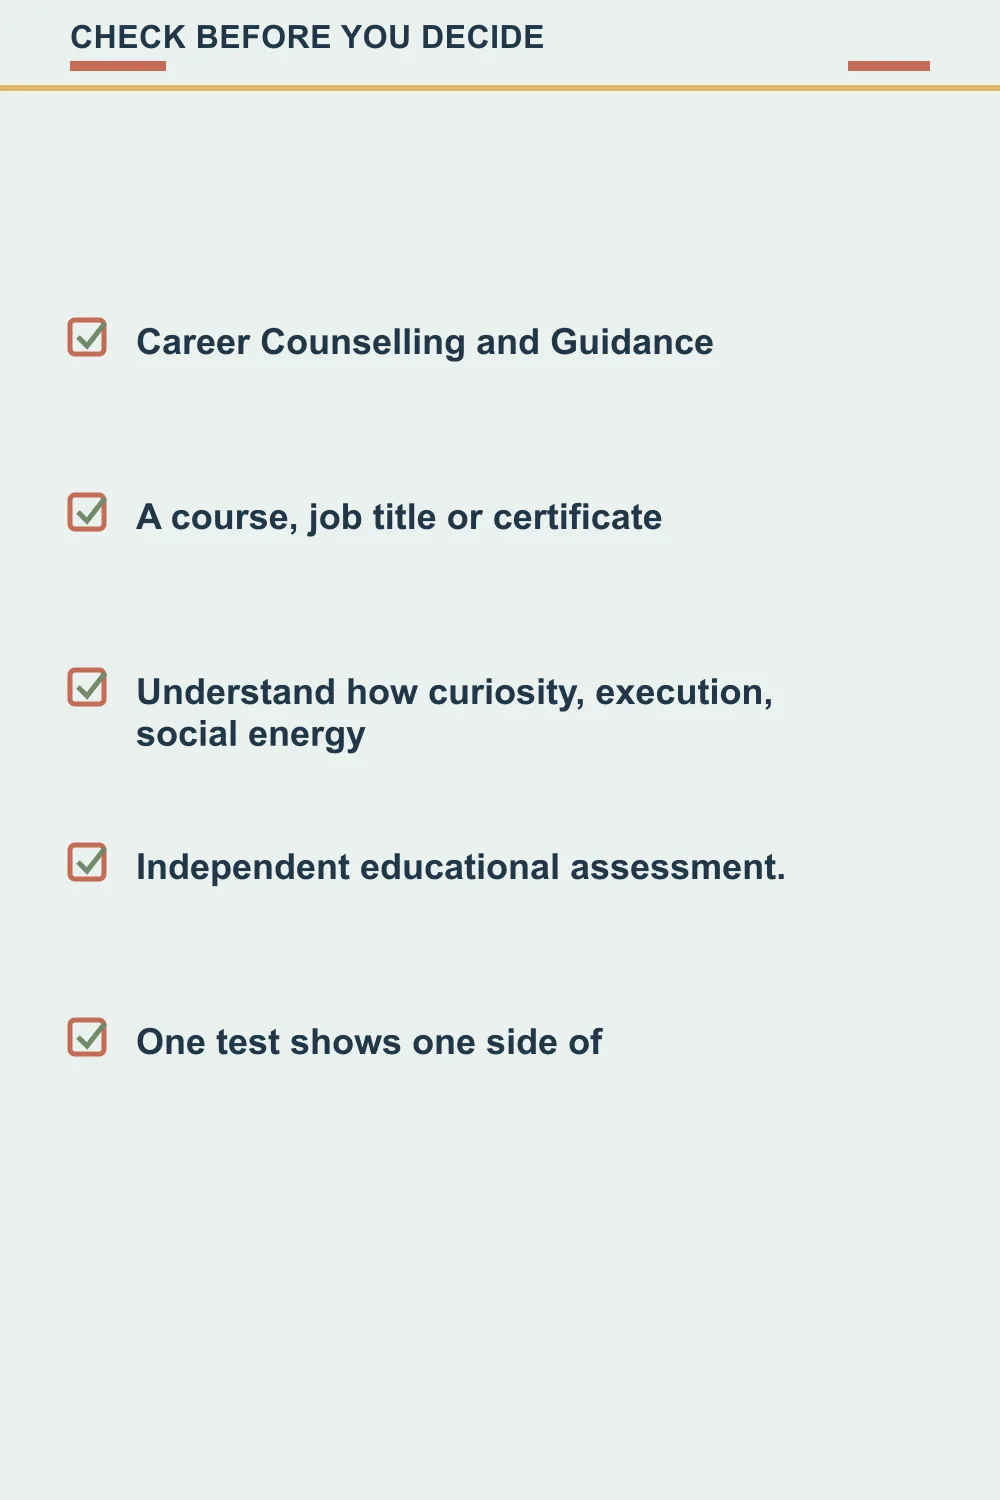 CHECK BEFORE YOU DECIDE
Career Counselling and Guidance
A course, job title or certificate
Understand how curiosity, execution,
social energy
Independent educational assessment.
One test shows one side of